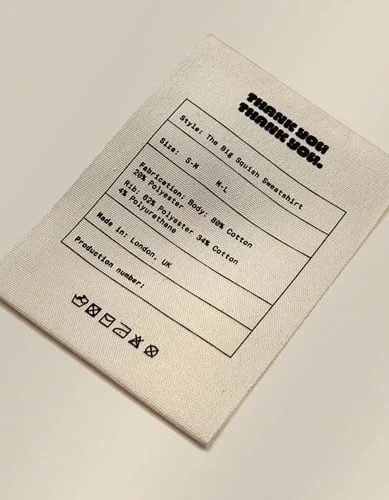 THANK YOU
THANK YOU.
Style: The Big Squish Sweatshirt
Size: S-M M-L
Fabrication: Body: 80% Cotton
20% Polyester
Rib: 62% Polyester 34% Cotton
4% Polyurethane
Made in: London, UK
Production number: